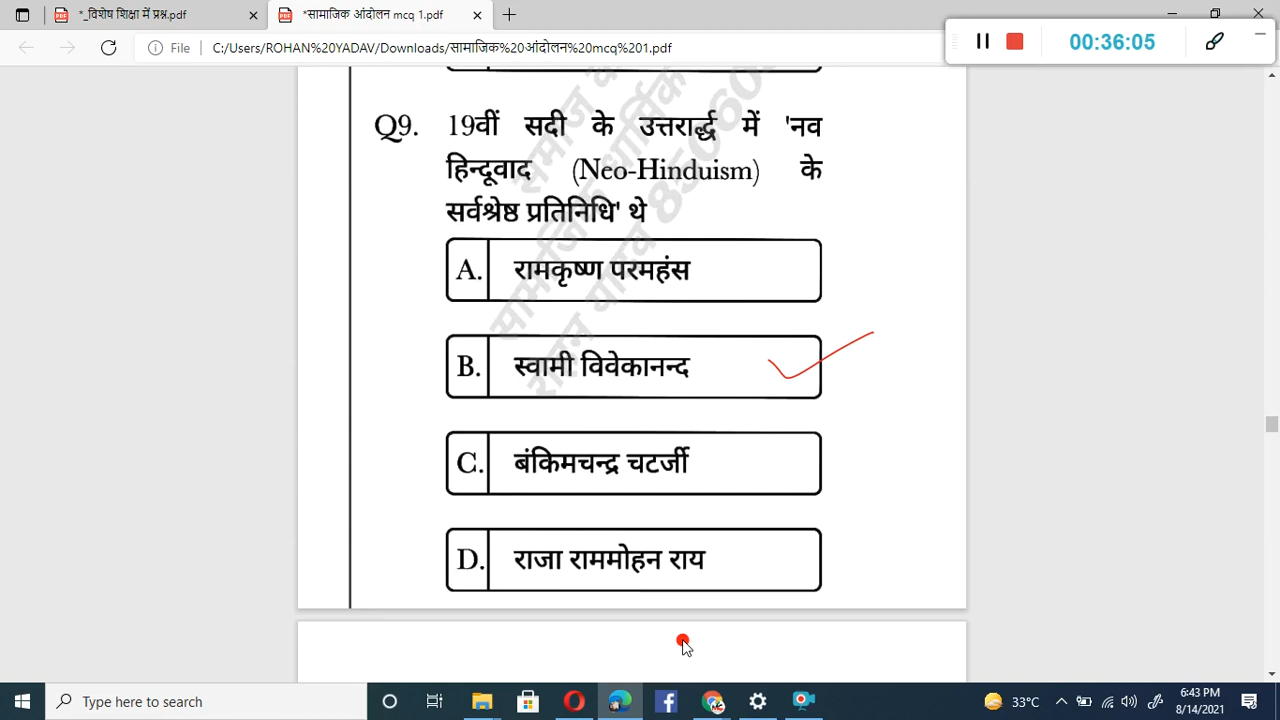 *_विशेष शिक्षा में प्रश्न.pdf
*सामाजिक आंदोलन mcq 1.pdf
File
C:/Users/ROHAN%20YADAV/Downloads/सामाजिक%20आंदोलन%20mcq%201.pdf
00:36:05
Q9. 19वीं सदी के उत्तरार्द्ध में 'नव
हिन्दूवाद (Neo-Hinduism) के
सर्वश्रेष्ठ प्रतिनिधि' थे
A. रामकृष्ण परमहंस
B. स्वामी विवेकानन्द
C. बंकिमचन्द्र चटर्जी
D. राजा राममोहन राय
Type here to search
33°C
6:43 PM
8/14/2021